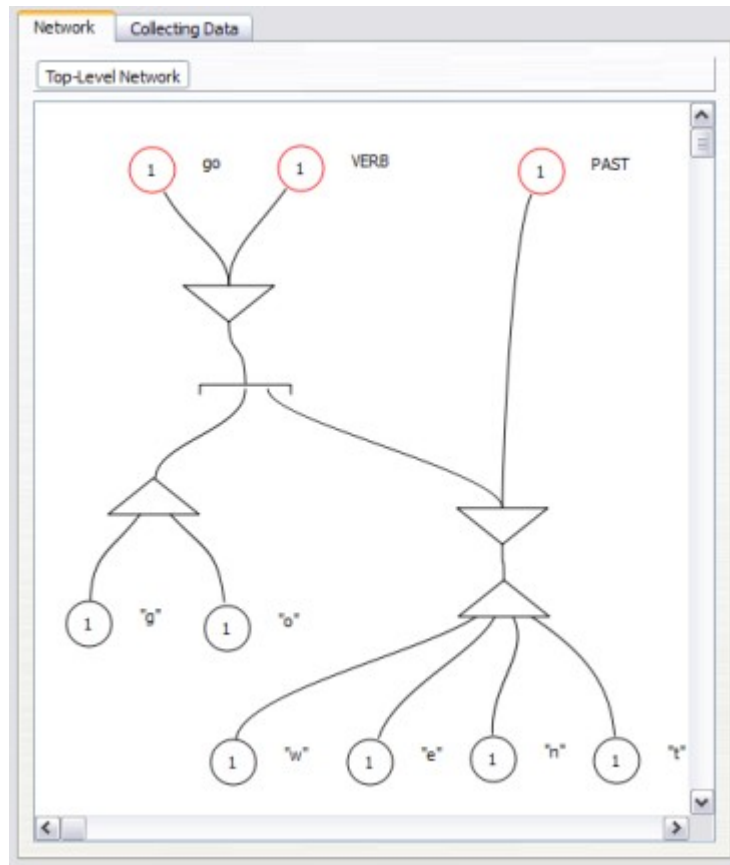 Network Collecting Data
Top-Level Network
1 go 1 VERB 1 PAST
1 "g" 1 "o"
1 "w" 1 "e" 1 "n" 1 "t"